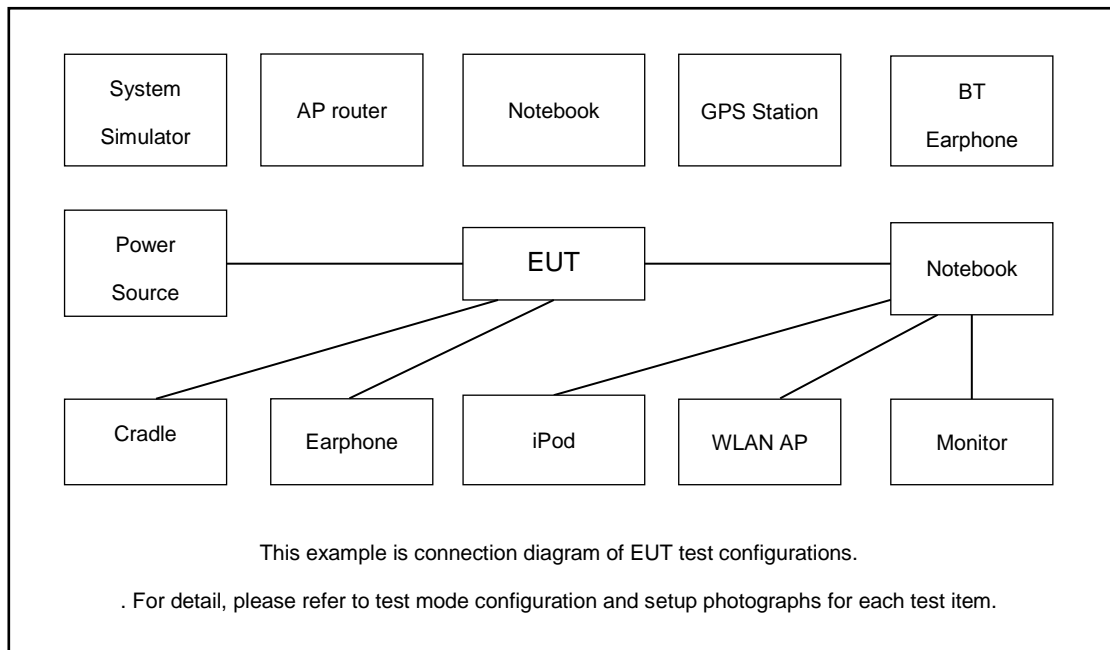 System
Simulator
AP router
Notebook
GPS Station
BT
Earphone
Power
Source
EUT
Notebook
Cradle
Earphone
iPod
WLAN AP
Monitor
This example is connection diagram of EUT test configurations.
. For detail, please refer to test mode configuration and setup photographs for each test item.